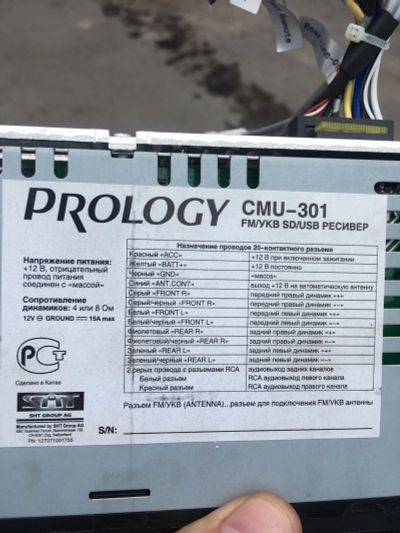 Remote
PROLOGY CMU-301
FM/УКВ SD/USB РЕСИВЕР
Напряжение питания:
+12 В, отрицательный
провод питания
соединен с «массой»
Сопротивление
динамиков: 4 или 8 Ом
12V GROUND 15A max
РСТ
Сделано в Китае
SHT
SHT GROUP AG
Manufactured by SHT Group AG
P/N: 127071001755
Назначение проводов 20-контактного разъема
Красный «ACC» +12 В при включенном зажигании
Желтый «BATT+» +12 В постоянно
Черный «GND» «масса»
Синий «ANT.CONT» выход +12 В на автоматическую антенну
Серый «FRONT R» передний правый динамик «+»
Серый/черный «FRONT R» передний правый динамик «–»
Белый «FRONT L» передний левый динамик «+»
Белый/черный «FRONT L» передний левый динамик «–»
Фиолетовый «REAR R» задний правый динамик «+»
Фиолетовый/черный «REAR R» задний правый динамик «–»
Зеленый «REAR L» задний левый динамик «+»
Зеленый/черный «REAR L» задний левый динамик «–»
2 серых провода с разъемами RCA аудиовыход задних каналов
Белый разъем RCA аудиовыход левого канала
Красный разъем RCA аудиовыход правого канала
Разъем FM/УКВ (ANTENNA)...разъем для подключения FM/УКВ антенны
S/N: